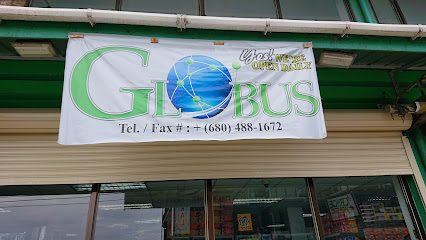 Yes! WE'RE
OPEN DAILY
GLOBUS
Tel. / Fax # : + (680) 488-1672